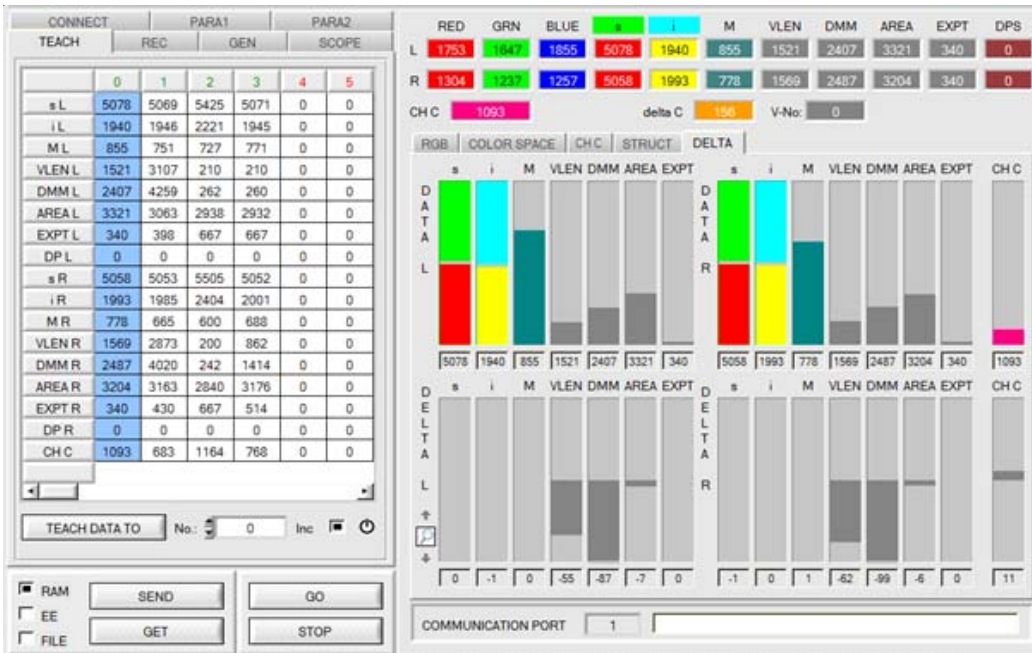 CONNECT PARA1 PARA2
TEACH REC GEN SCOPE
0 1 2 3 4 5
s L 5078 5069 5425 5071 0 0
i L 1940 1946 2221 1945 0 0
M L 855 751 727 771 0 0
VLEN L 1521 3107 210 210 0 0
DMM L 2407 4259 262 260 0 0
AREA L 3321 3063 2938 2932 0 0
EXPT L 340 398 667 667 0 0
DP L 0 0 0 0 0 0
s R 5058 5053 5505 5052 0 0
i R 1993 1985 2404 2001 0 0
M R 778 665 600 688 0 0
VLEN R 1569 2873 200 862 0 0
DMM R 2487 4020 242 1414 0 0
AREA R 3204 3163 2840 3176 0 0
EXPT R 340 430 667 514 0 0
DP R 0 0 0 0 0 0
CH C 1093 683 1164 768 0 0
TEACH DATA TO No.: 0 Inc
RAM SEND GO
EE
FILE GET STOP
RED GRN BLUE s i M VLEN DMM AREA EXPT DPS
L 1753 1647 1855 5078 1940 855 1521 2407 3321 340 0
R 1304 1237 1257 5058 1993 778 1569 2487 3204 340 0
CH C 1093 delta C 156 V-No: 0
RGB COLOR SPACE CH C STRUCT DELTA
s i M VLEN DMM AREA EXPT s i M VLEN DMM AREA EXPT CH C
DATA L DATA R
5078 1940 855 1521 2407 3321 340 5058 1993 778 1569 2487 3204 340 1093
s i M VLEN DMM AREA EXPT s i M VLEN DMM AREA EXPT CH C
DELTA L DELTA R
0 -1 0 -55 -87 -7 0 -1 0 1 -62 -99 -6 0 11
COMMUNICATION PORT 1